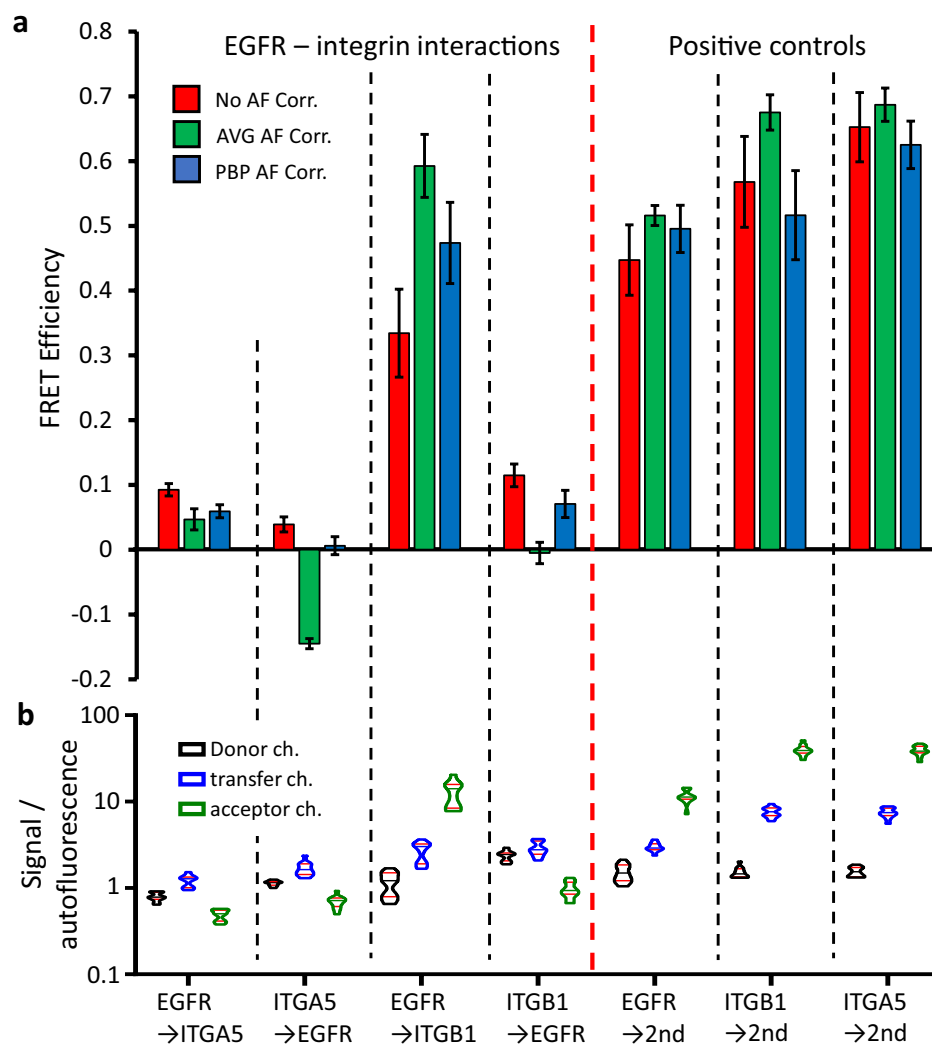 a
EGFR – integrin interactions
Positive controls
No AF Corr.
AVG AF Corr.
PBP AF Corr.
FRET Efficiency
0.8
0.7
0.6
0.5
0.4
0.3
0.2
0.1
0
-0.1
-0.2
b
Donor ch.
transfer ch.
acceptor ch.
Signal /
autofluorescence
100
10
1
0.1
EGFR
→ITGA5
ITGA5
→EGFR
EGFR
→ITGB1
ITGB1
→EGFR
EGFR
→2nd
ITGB1
→2nd
ITGA5
→2nd